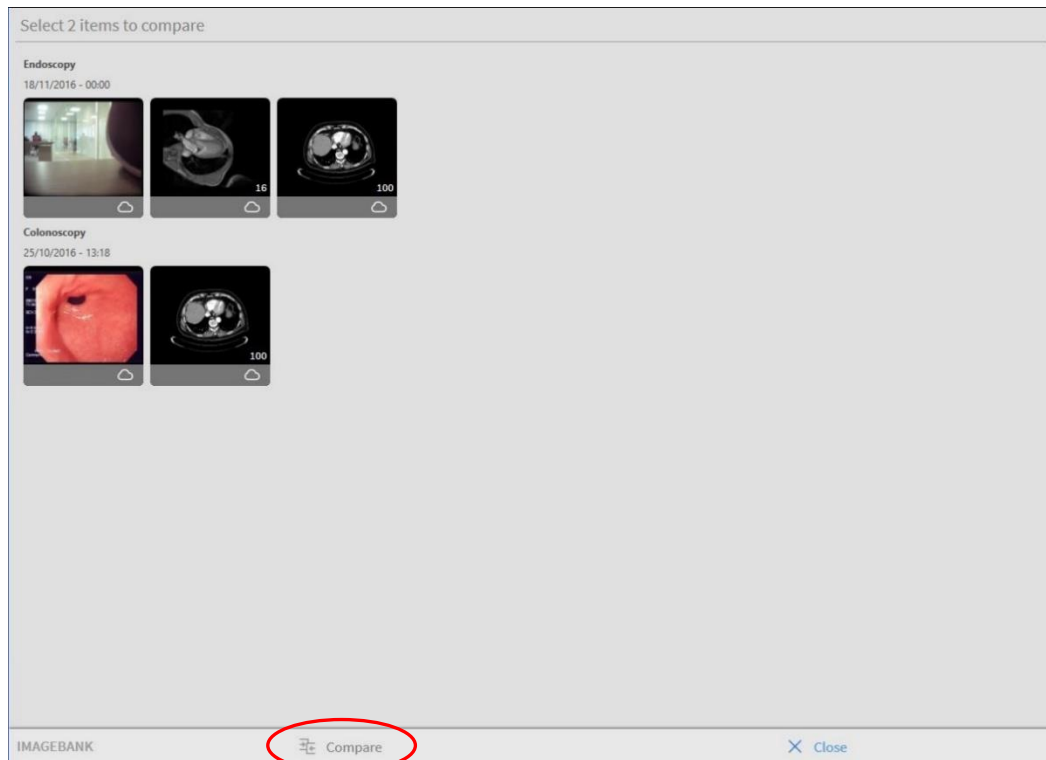 Select 2 items to compare
Endoscopy
18/11/2016 - 00:00
16
100
Colonoscopy
25/10/2016 - 13:18
100
IMAGEBANK
Compare
Close